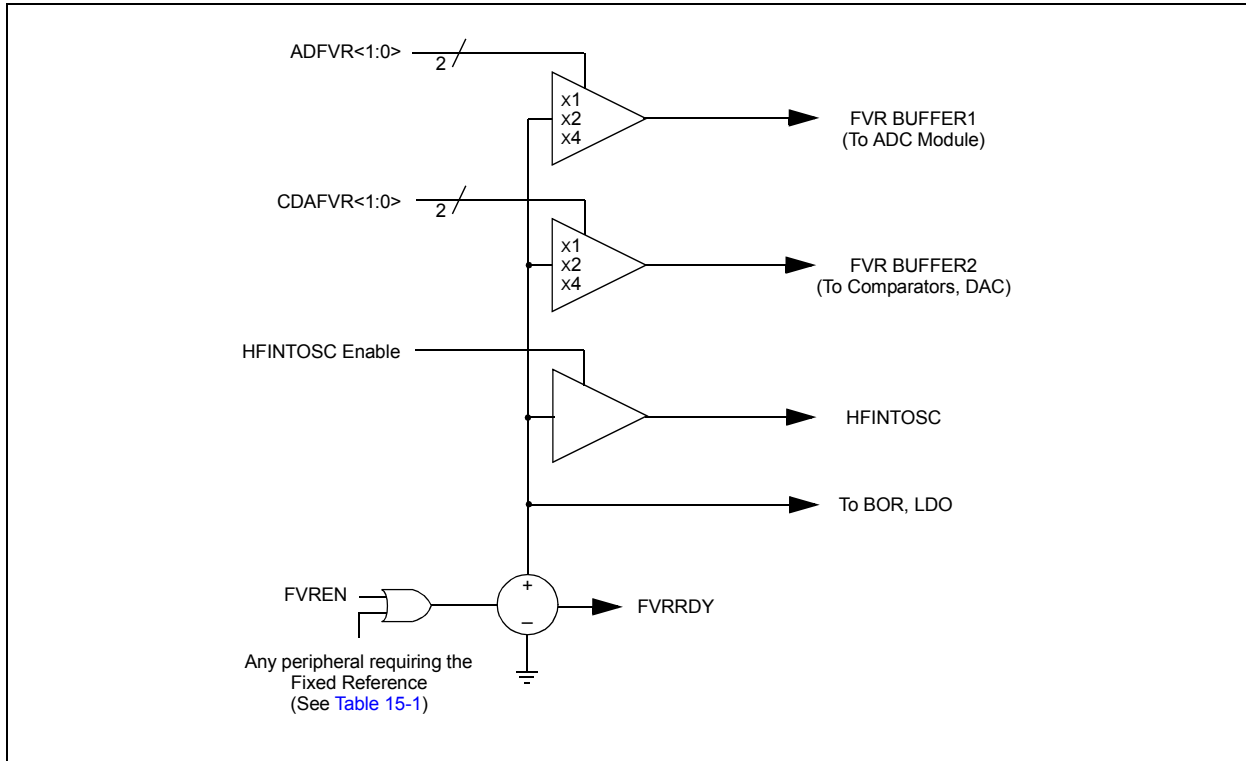 ADFVR<1:0>
2
x1
x2
x4
FVR BUFFER1
(To ADC Module)
CDAFVR<1:0>
2
x1
x2
x4
FVR BUFFER2
(To Comparators, DAC)
HFINTOSC Enable
HFINTOSC
To BOR, LDO
FVREN
+
–
FVRRDY
Any peripheral requiring the
Fixed Reference
(See Table 15-1)